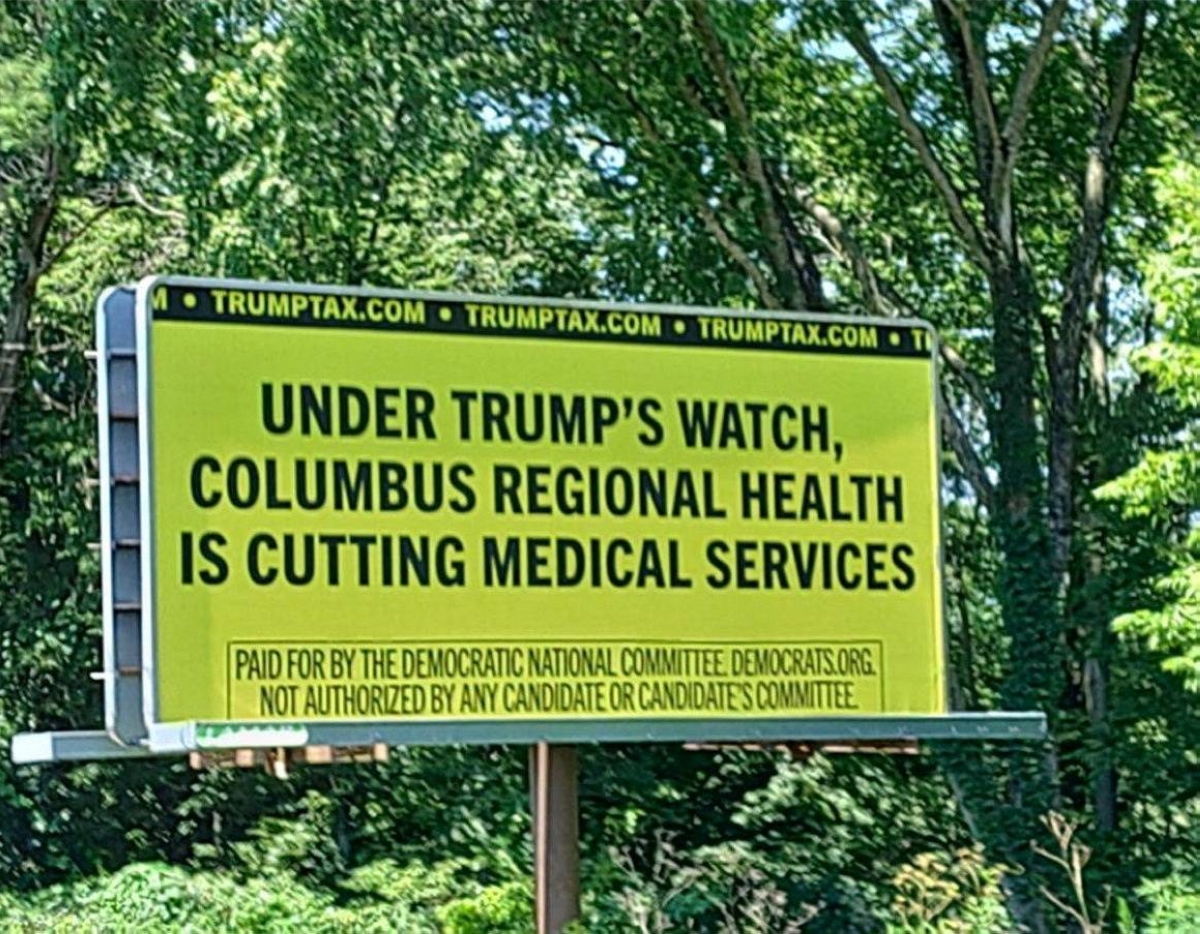 M • TRUMPTAX.COM • TRUMPTAX.COM • TRUMPTAX.COM • T
UNDER TRUMP'S WATCH,
COLUMBUS REGIONAL HEALTH
IS CUTTING MEDICAL SERVICES
PAID FOR BY THE DEMOCRATIC NATIONAL COMMITTEE. DEMOCRATS.ORG.
NOT AUTHORIZED BY ANY CANDIDATE OR CANDIDATE'S COMMITTEE.